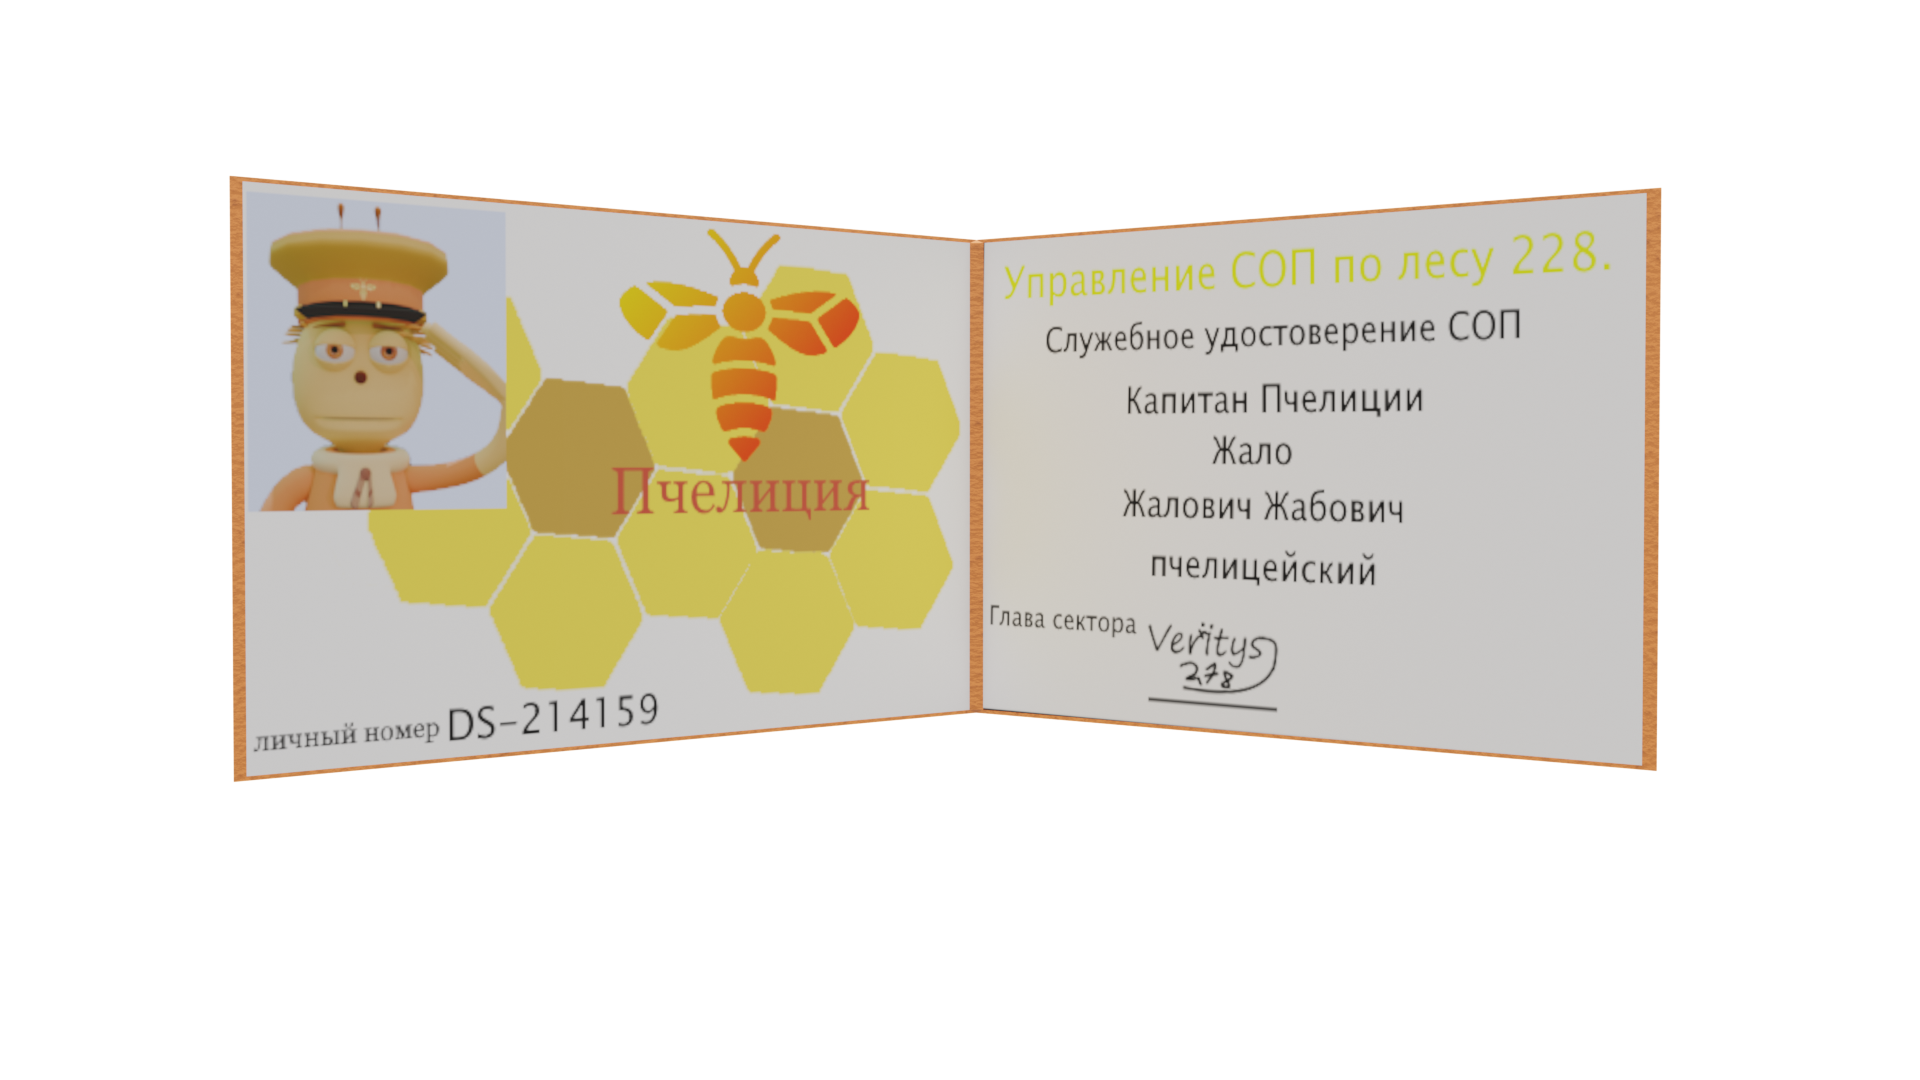 Пчелиция
личный номер DS-214159
Управление СОП по лесу 228.
Служебное удостоверение СОП
Капитан Пчелиции
Жало
Жалович Жабович
пчелицейский
Глава сектора
Veritys
278